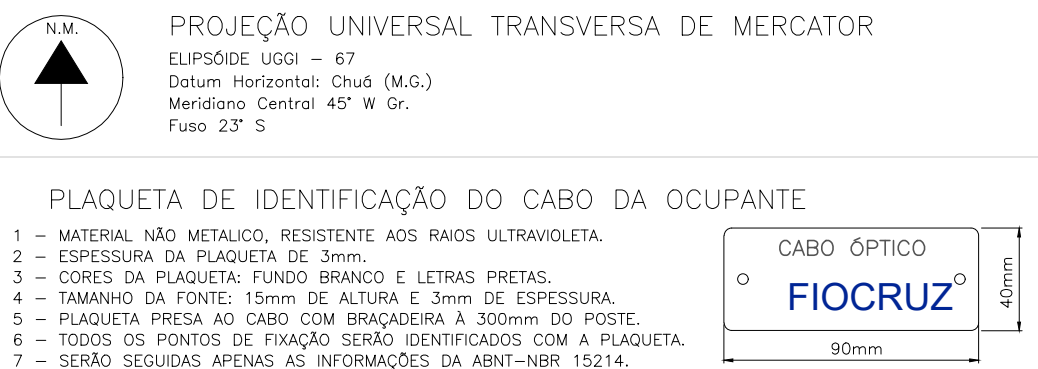 N.M.
PROJEÇÃO UNIVERSAL TRANSVERSA DE MERCATOR
ELIPSÓIDE UGGI – 67
Datum Horizontal: Chuá (M.G.)
Meridiano Central 45° W Gr.
Fuso 23° S
PLAQUETA DE IDENTIFICAÇÃO DO CABO DA OCUPANTE
1 – MATERIAL NÃO METALICO, RESISTENTE AOS RAIOS ULTRAVIOLETA.
2 – ESPESSURA DA PLAQUETA DE 3mm.
3 – CORES DA PLAQUETA: FUNDO BRANCO E LETRAS PRETAS.
4 – TAMANHO DA FONTE: 15mm DE ALTURA E 3mm DE ESPESSURA.
5 – PLAQUETA PRESA AO CABO COM BRAÇADEIRA À 300mm DO POSTE.
6 – TODOS OS PONTOS DE FIXAÇÃO SERÃO IDENTIFICADOS COM A PLAQUETA.
7 – SERÃO SEGUIDAS APENAS AS INFORMAÇÕES DA ABNT–NBR 15214.
CABO ÓPTICO
FIOCRUZ
40mm
90mm